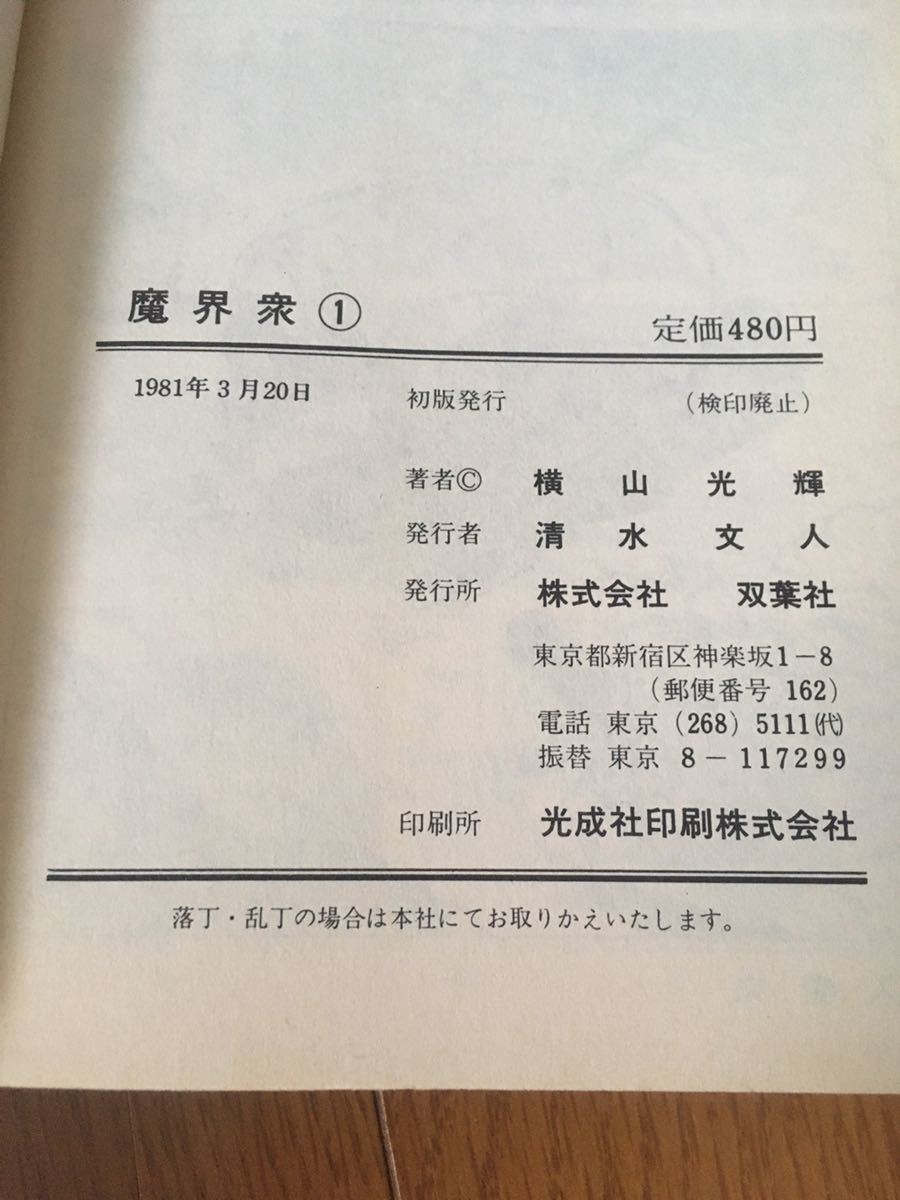 魔界衆①
定価480円
1981年3月20日 初版発行 (検印廃止)
著者© 横山光輝
発行者 清水文人
発行所 株式会社 双葉社
東京都新宿区神楽坂1-8
(郵便番号 162)
電話 東京 (268) 5111(代)
振替 東京 8-117299
印刷所 光成社印刷株式会社
落丁・乱丁の場合は本社にてお取りかえいたします。